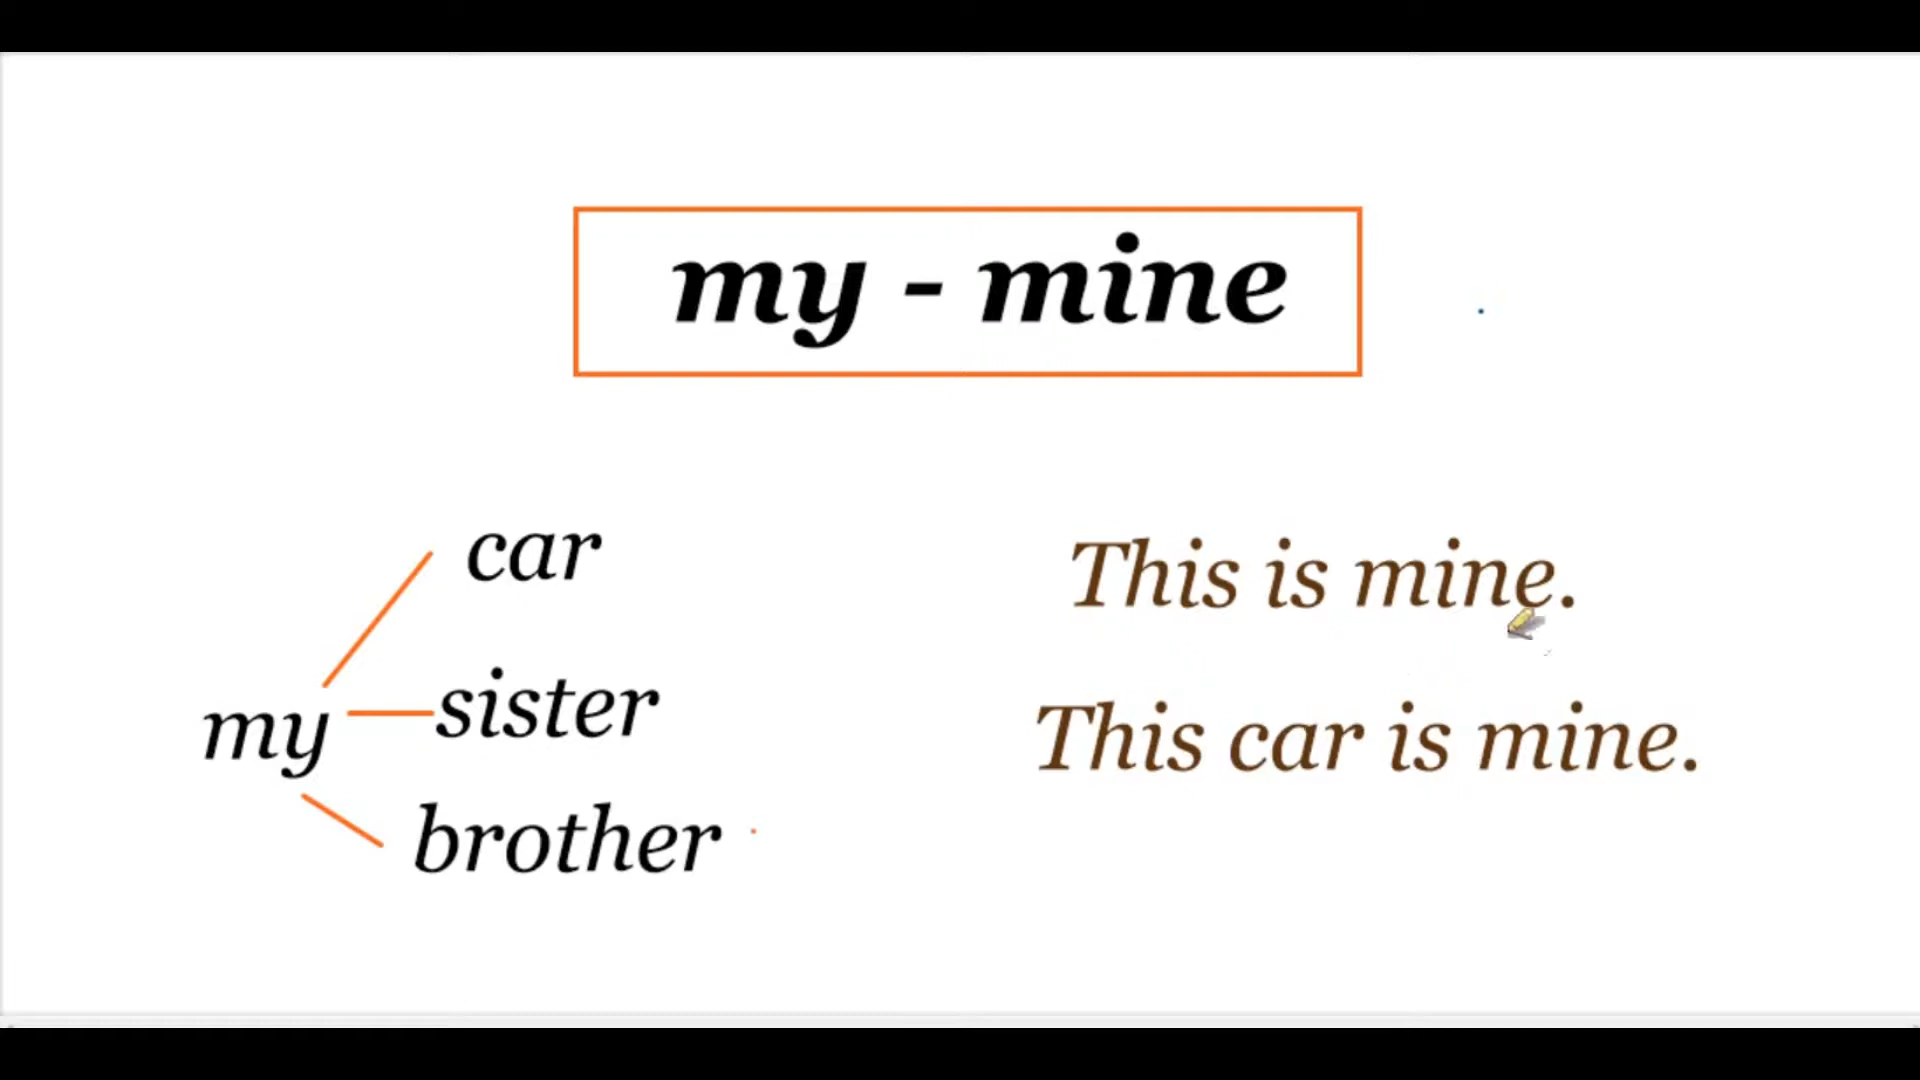 my - mine
car
sister
my
brother
This is mine.
This car is mine.